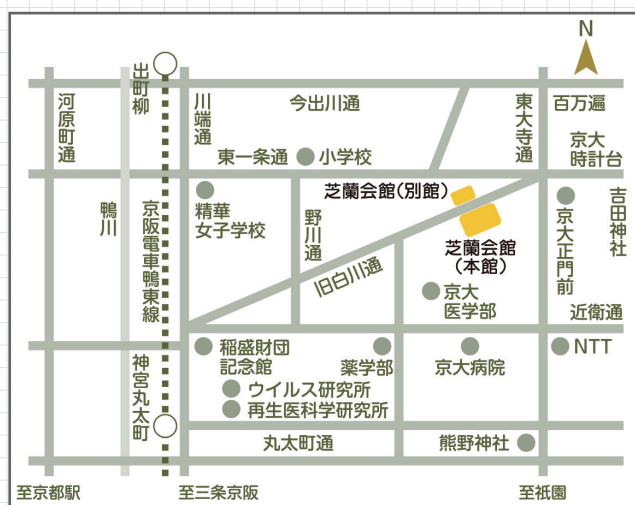 N
出町柳
河原町通
川端通
今出川通
東大寺通
百万遍
京大
時計台
東一条通
小学校
芝蘭会館(別館)
精華
女子学校
鴨川
京阪電車鴨東線
野川通
旧白川通
芝蘭会館
(本館)
京大正門前
吉田神社
京大
医学部
近衛通
神宮丸太町
稲盛財団
記念館
薬学部
京大病院
NTT
ウイルス研究所
再生医科学研究所
丸太町通
熊野神社
至京都駅
至三条京阪
至祇園